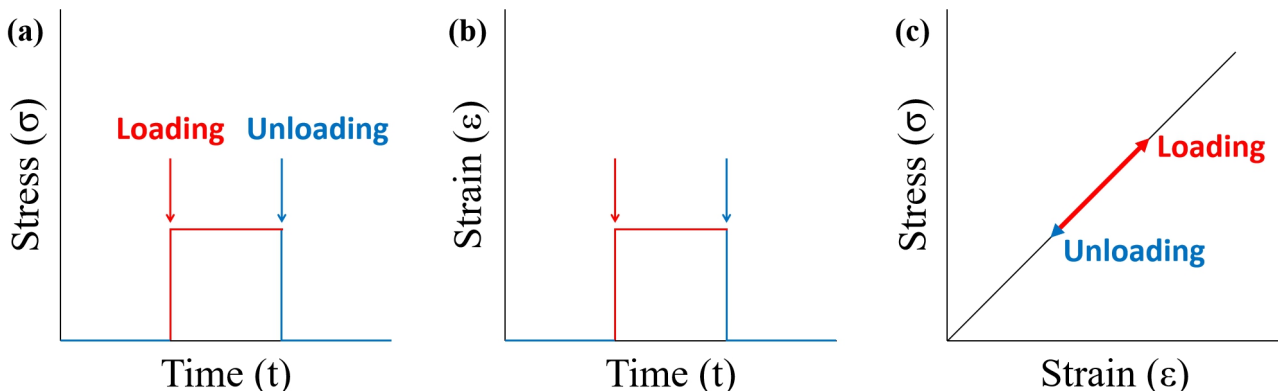 (a)
Stress (σ)
Loading
Unloading
Time (t)
(b)
Strain (ε)
Time (t)
(c)
Stress (σ)
Loading
Unloading
Strain (ε)